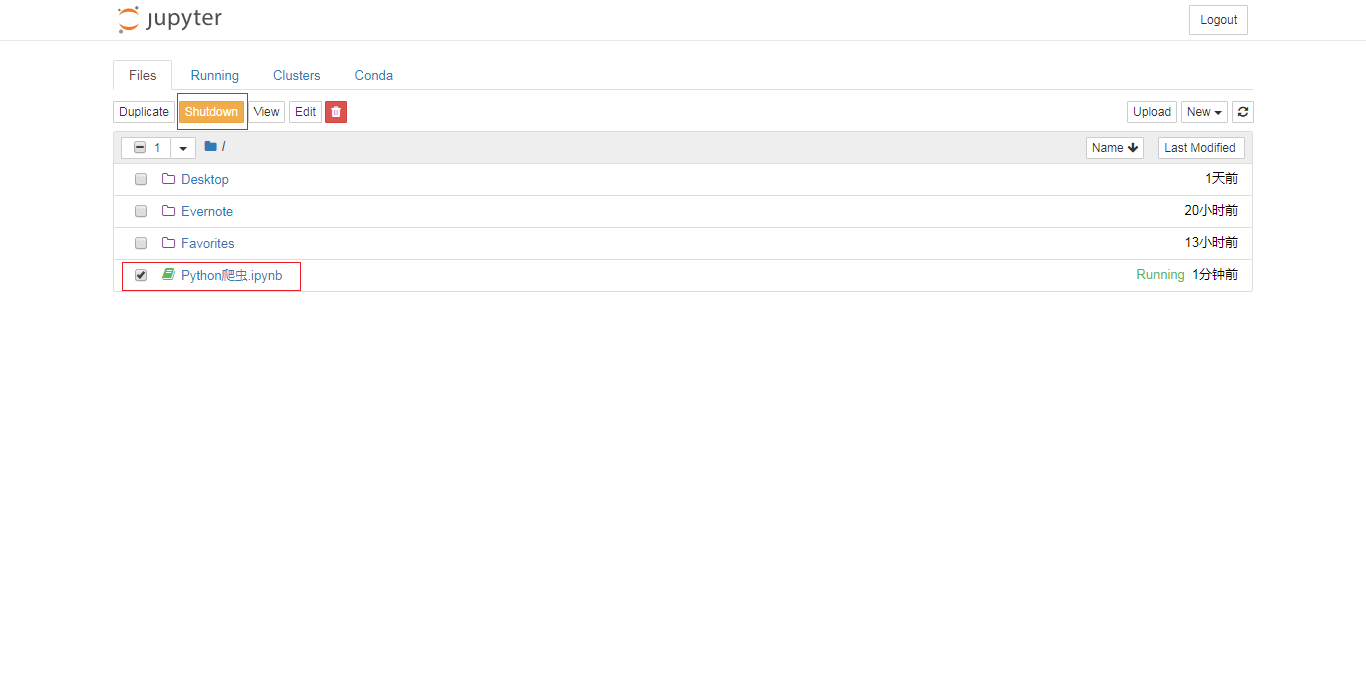 jupyter
Logout
Files Running Clusters Conda
Duplicate Shutdown View Edit Upload New
1 / Name Last Modified
Desktop 1天前
Evernote 20小时前
Favorites 13小时前
Python爬虫.ipynb Running 1分钟前